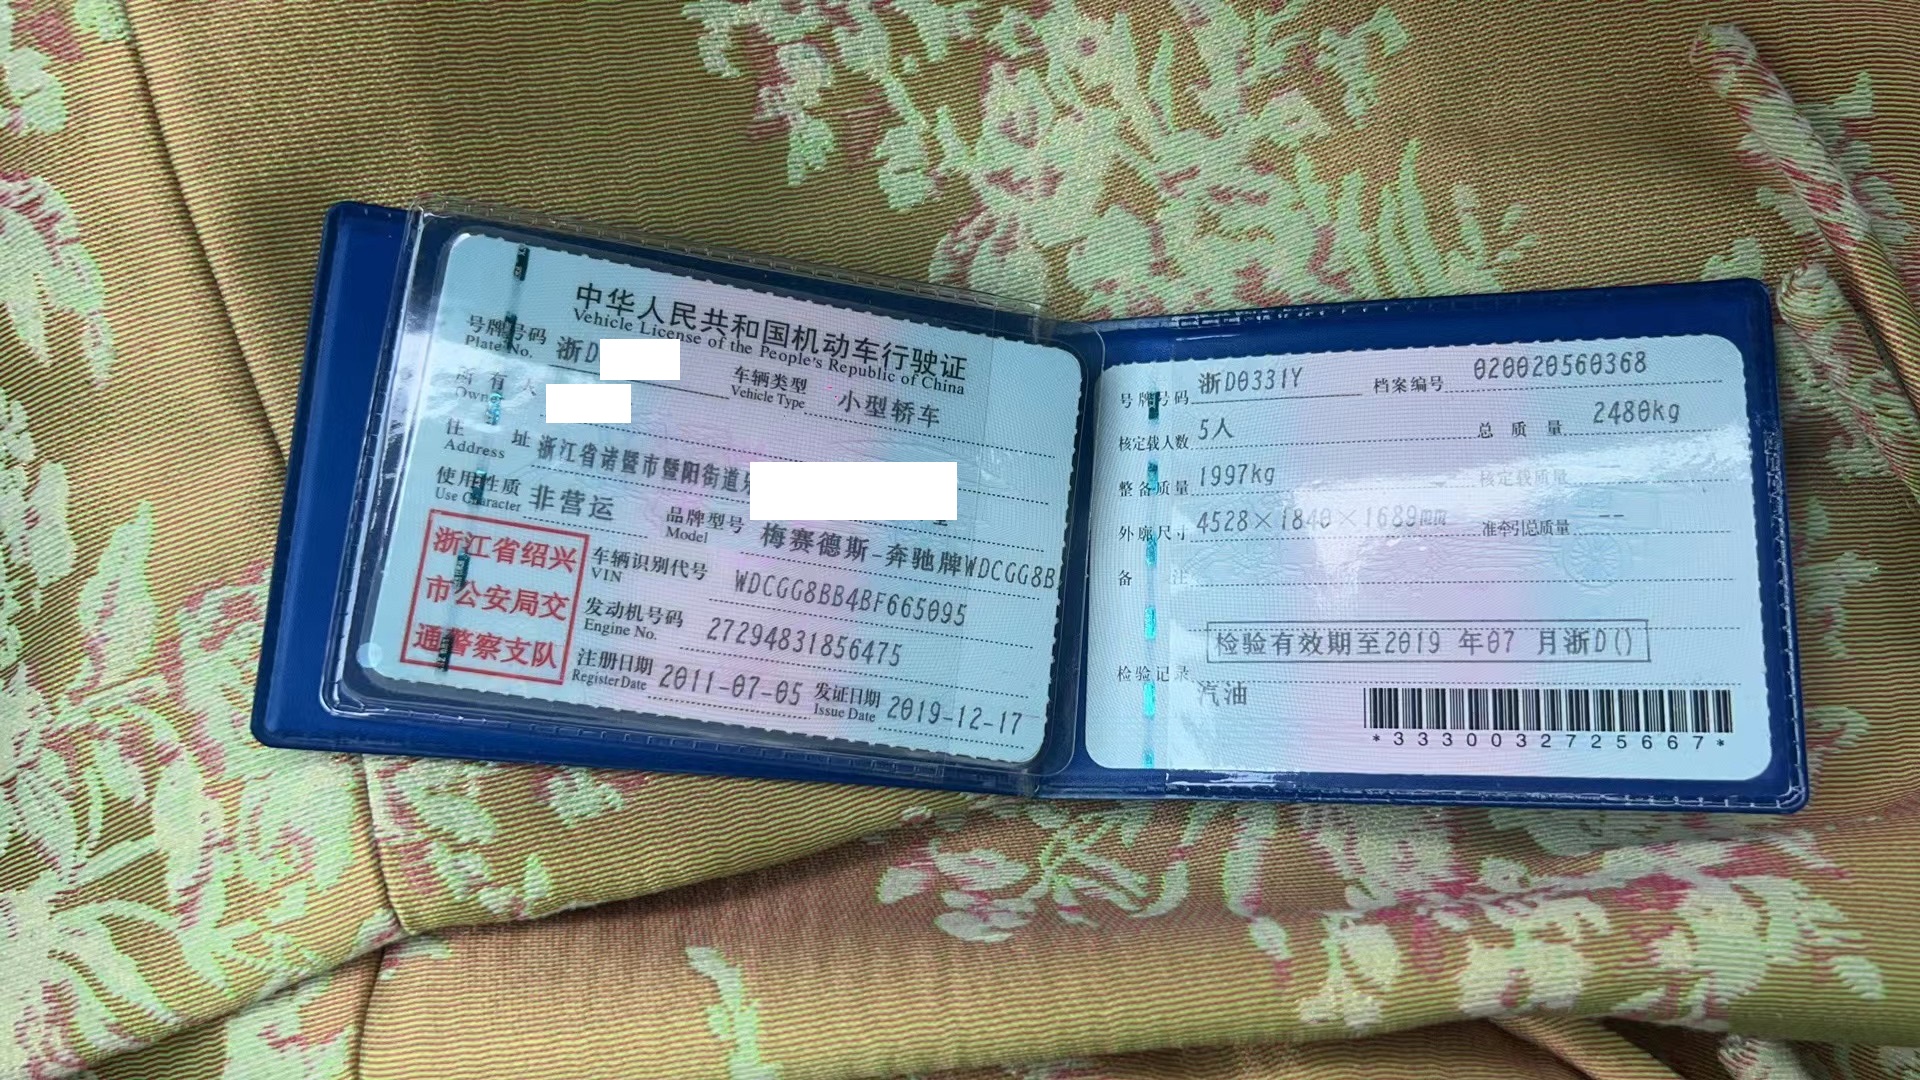 中华人民共和国机动车行驶证
Vehicle License of the People's Republic of China
号牌号码 浙D
Plate No.
车辆类型 小型轿车
Vehicle Type
所有人
Owner
住址 浙江省诸暨市暨阳街道
Address
使用性质 非营运
Use Character
品牌型号 梅赛德斯-奔驰牌WDCGG8B
Model
浙江省绍兴
市公安局交
通警察支队
车辆识别代号 WDCGG8BB4BF665095
VIN
发动机号码 27294831856475
Engine No.
注册日期 2011-07-05 发证日期 2019-12-17
Register Date Issue Date
号牌号码 浙D0331Y 档案编号 020020560368
核定载人数 5人 总质量 2480kg
整备质量 1997kg 核定载质量 --
外廓尺寸 4528×1840×1689mm 准牵引总质量 --
备注
检验有效期至2019 年07 月浙D()
检验记录
汽油
*3330032725667*